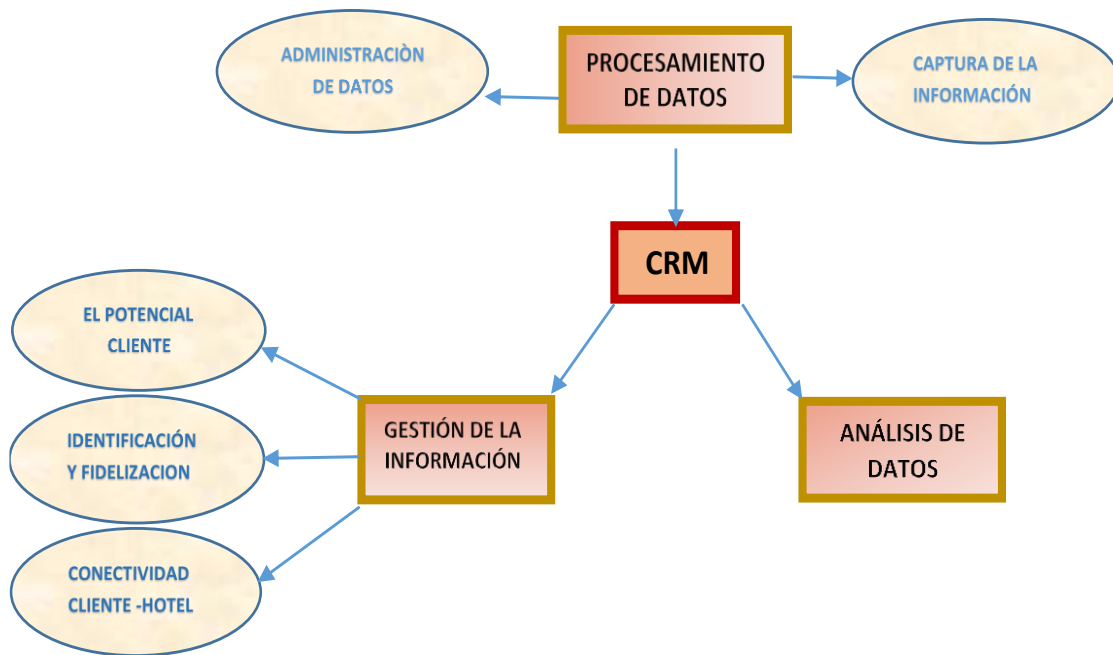 ADMINISTRACIÒN
DE DATOS
PROCESAMIENTO
DE DATOS
CAPTURA DE LA
INFORMACIÓN
CRM
EL POTENCIAL
CLIENTE
IDENTIFICACIÓN
Y FIDELIZACION
CONECTIVIDAD
CLIENTE -HOTEL
GESTIÓN DE LA
INFORMACIÓN
ANÁLISIS DE
DATOS